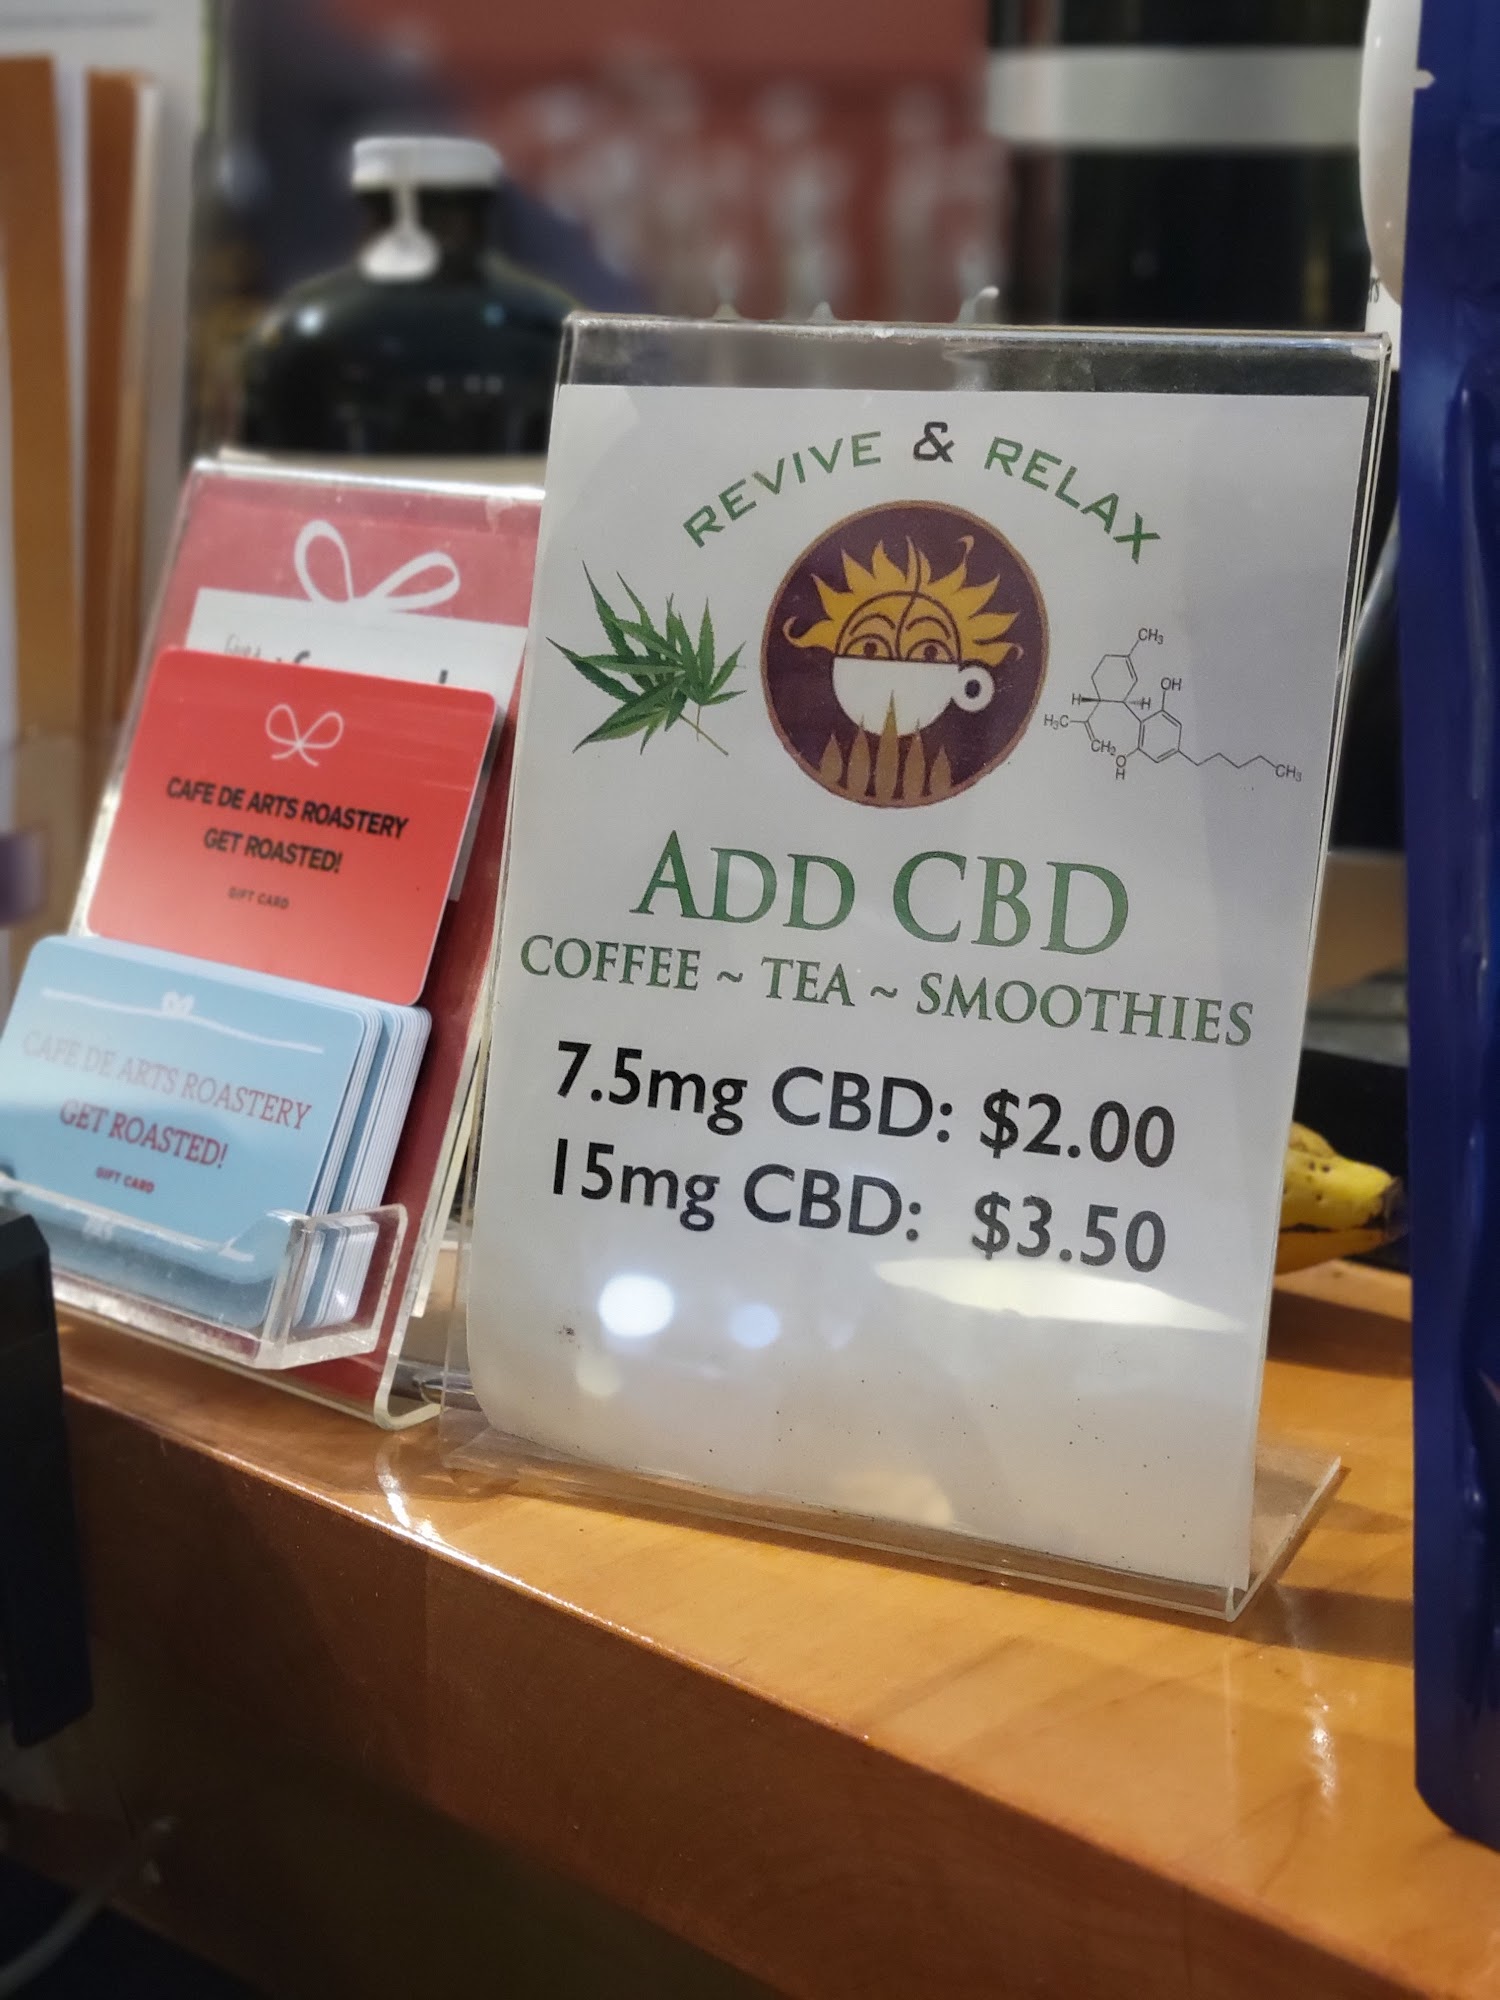 REVIVE & RELAX
CH₃
OH
H
H
H₃C
CH₂
O
H
CH₃
ADD CBD
COFFEE ~ TEA ~ SMOOTHIES
7.5mg CBD: $2.00
15mg CBD: $3.50
CAFE DE ARTS ROASTERY
GET ROASTED!
GIFT CARD
CAFE DE ARTS ROASTERY
GET ROASTED!
GIFT CARD